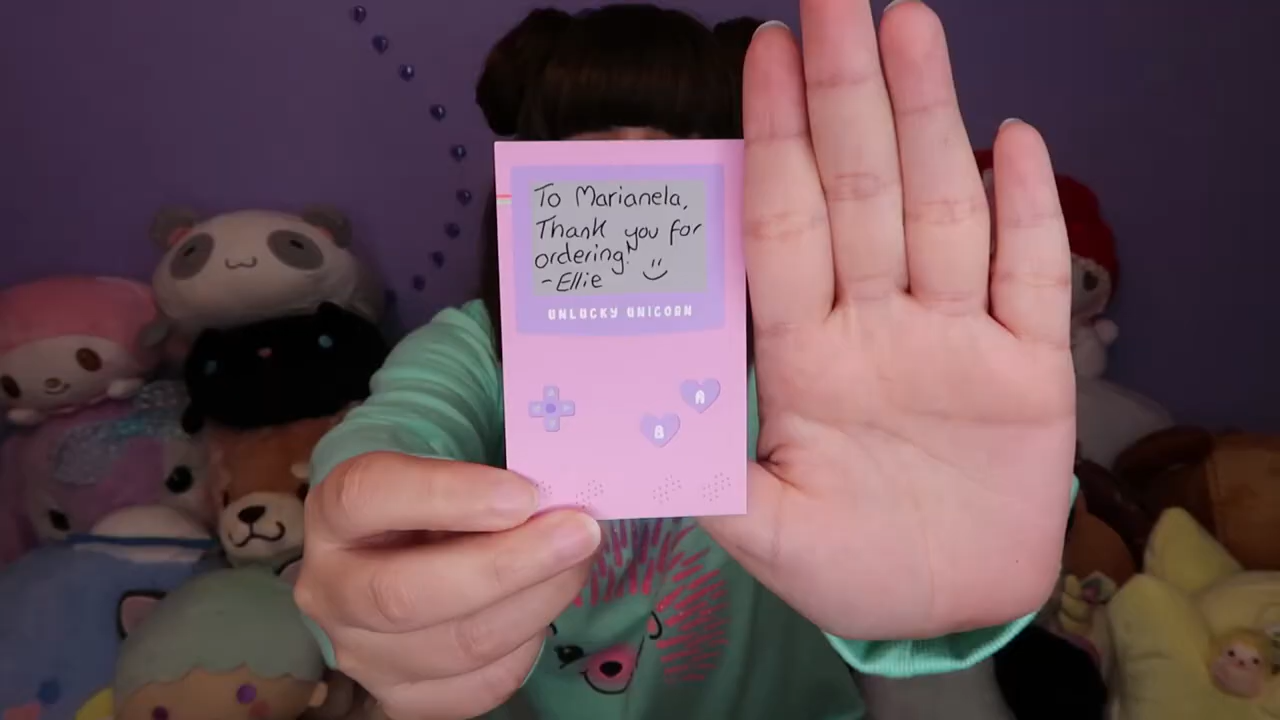 To Marianela,
Thank you for
ordering!
-Ellie
UNLUCKY UNICORN
A
B